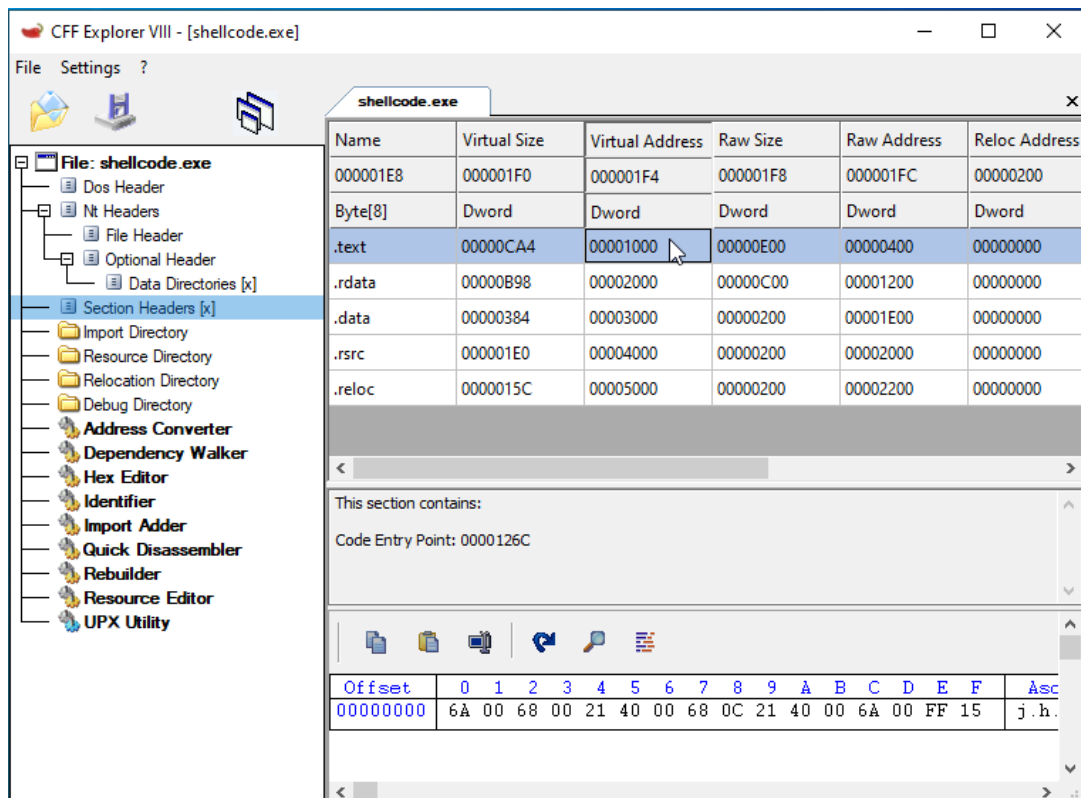 CFF Explorer VIII - [shellcode.exe]
File Settings ?
shellcode.exe
File: shellcode.exe
Dos Header
Nt Headers
File Header
Optional Header
Data Directories [x]
Section Headers [x]
Import Directory
Resource Directory
Relocation Directory
Debug Directory
Address Converter
Dependency Walker
Hex Editor
Identifier
Import Adder
Quick Disassembler
Rebuilder
Resource Editor
UPX Utility
Name Virtual Size Virtual Address Raw Size Raw Address Reloc Address
000001E8 000001F0 000001F4 000001F8 000001FC 00000200
Byte[8] Dword Dword Dword Dword Dword
.text 00000CA4 00001000 00000E00 00000400 00000000
.rdata 00000B98 00002000 00000C00 00001200 00000000
.data 00000384 00003000 00000200 00001E00 00000000
.rsrc 000001E0 00004000 00000200 00002000 00000000
.reloc 0000015C 00005000 00000200 00002200 00000000
This section contains:
Code Entry Point: 0000126C
Offset 0 1 2 3 4 5 6 7 8 9 A B C D E F Asc
00000000 6A 00 68 00 21 40 00 68 0C 21 40 00 6A 00 FF 15 j.h.